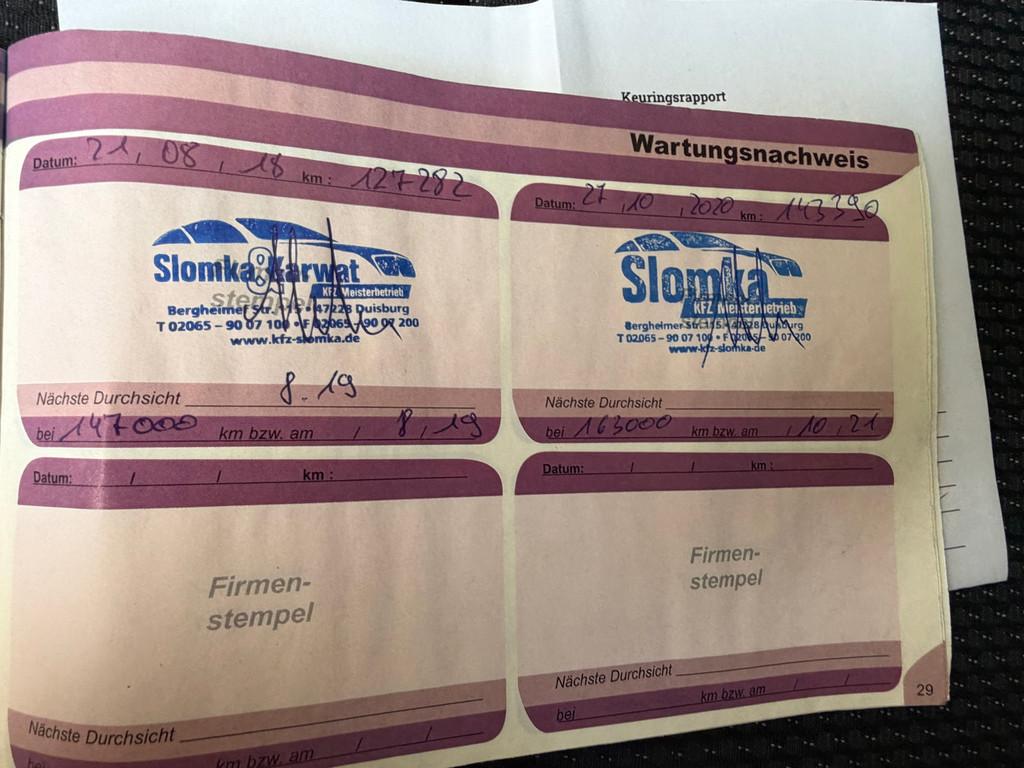 Keuringsrapport
Wartungsnachweis
Datum: 21, 08, 18 km: 127282
Slomka & Karwat
stempel
KFZ Meisterbetrieb
Bergheimer Str. 115 • 47228 Duisburg
T 02065 – 90 07 100 • F 02065 – 90 07 200
www.kfz-slomka.de
Nächste Durchsicht 8.19
bei 147000 km bzw. am / 8, 19
Datum: 27, 10, 2020 km: 143390
Slomka
KFZ Meisterbetrieb
Bergheimer Str. 115 • 47228 Duisburg
T 02065 – 90 07 100 • F 02065 – 90 07 200
www.kfz-slomka.de
Nächste Durchsicht
bei 163000 km bzw. am , 10, 21
Datum: / / km:
Firmen-
stempel
Nächste Durchsicht
bei km bzw. am / /
Datum: / / km:
Firmen-
stempel
Nächste Durchsicht
bei km bzw. am / /
29